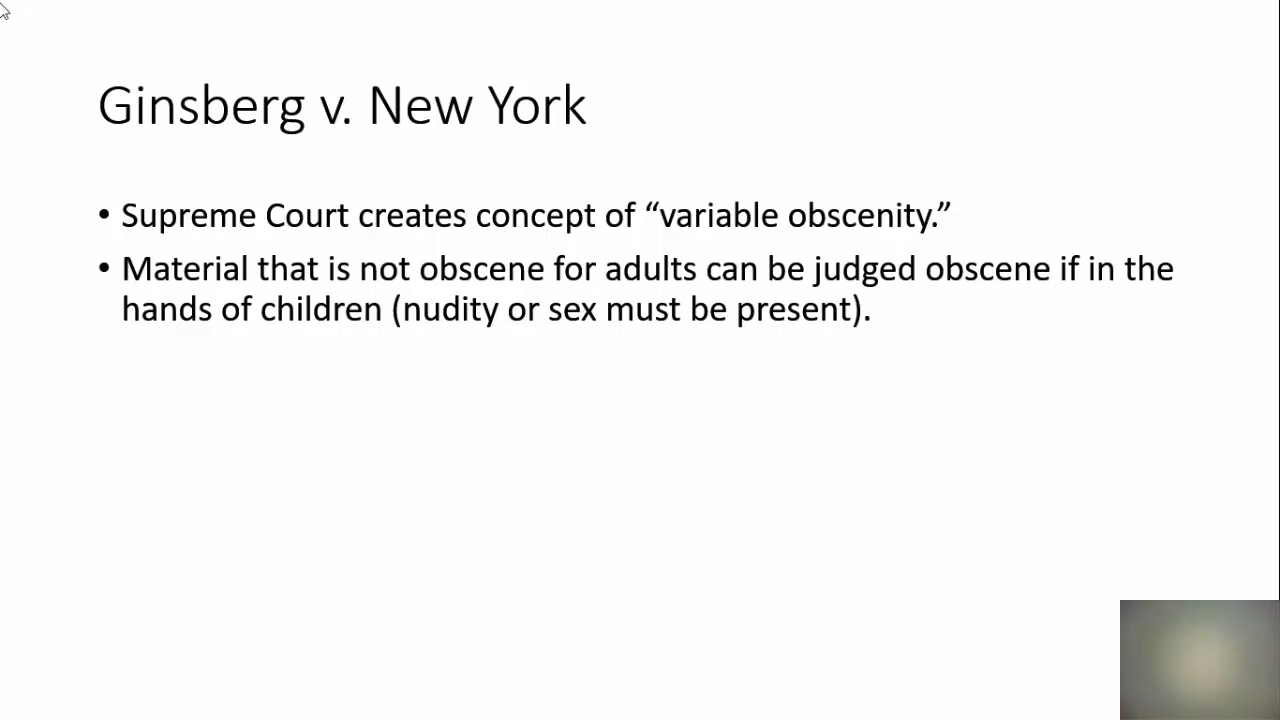 Ginsberg v. New York
• Supreme Court creates concept of “variable obscenity.”
• Material that is not obscene for adults can be judged obscene if in the
hands of children (nudity or sex must be present).